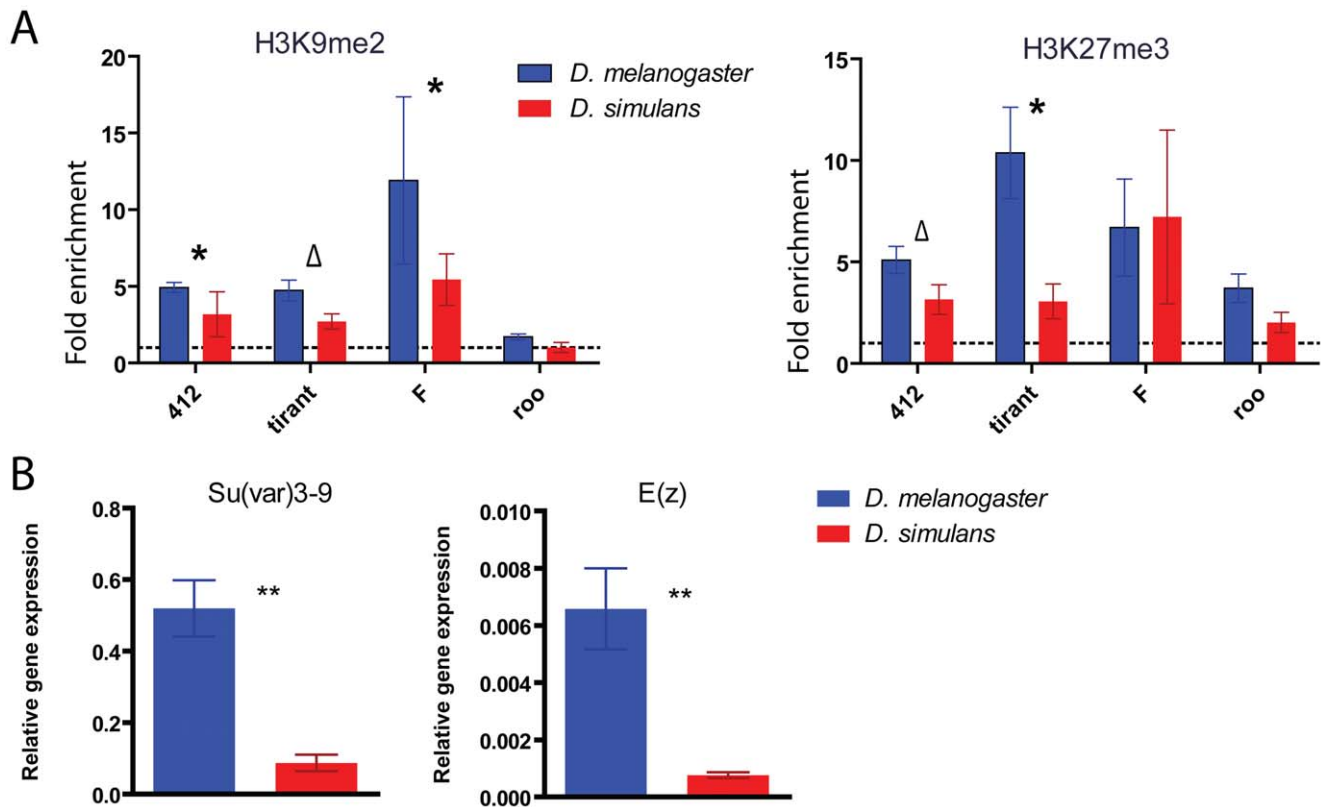 A
H3K9me2
Fold enrichment
20
15
10
5
0
*
Δ
*
412
tirant
F
roo
D. melanogaster
D. simulans
H3K27me3
Fold enrichment
15
10
5
0
Δ
*
412
tirant
F
roo
B
Su(var)3-9
Relative gene expression
0.8
0.6
0.4
0.2
0.0
**
E(z)
Relative gene expression
0.010
0.008
0.006
0.004
0.002
0.000
**
D. melanogaster
D. simulans